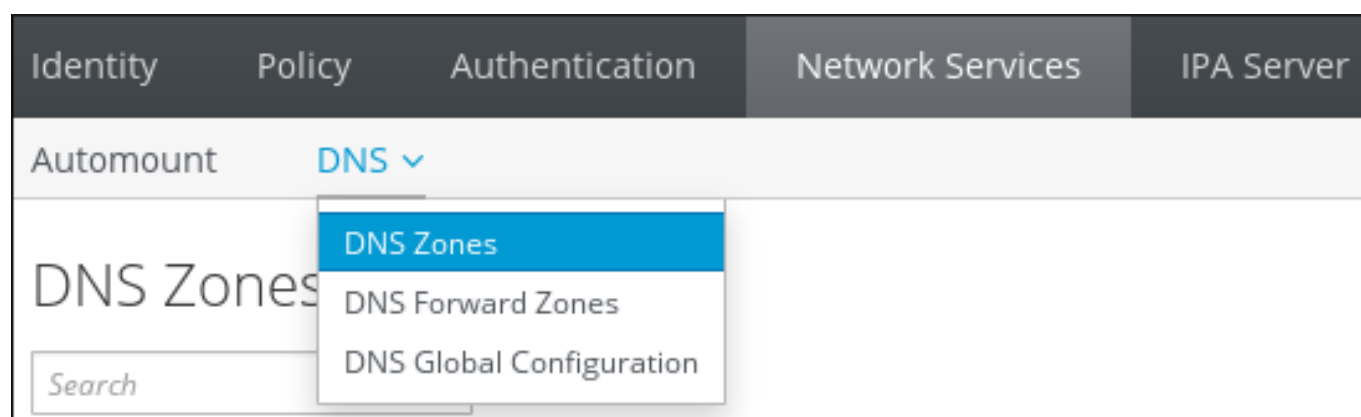 Identity Policy Authentication Network Services IPA Server
Automount DNS
DNS Zones
DNS Zones
DNS Forward Zones
DNS Global Configuration
Search